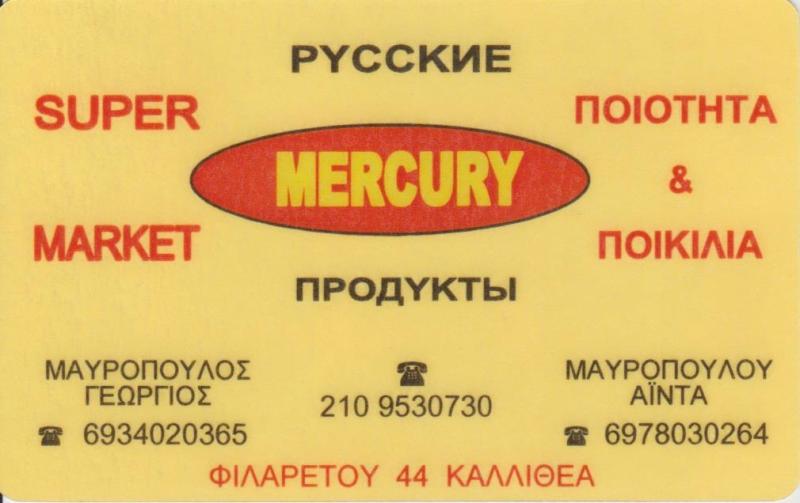 РУССКИЕ
SUPER
MARKET
MERCURY
ΠΟΙΟΤΗΤΑ
&
ΠΟΙΚΙΛΙΑ
ПРОДУКТЫ
ΜΑΥΡΟΠΟΥΛΟΣ
ΓΕΩΡΓΙΟΣ
☎ 6934020365
☎
210 9530730
ΜΑΥΡΟΠΟΥΛΟΥ
ΑΪΝΤΑ
☎ 6978030264
ΦΙΛΑΡΕΤΟΥ 44 ΚΑΛΛΙΘΕΑ